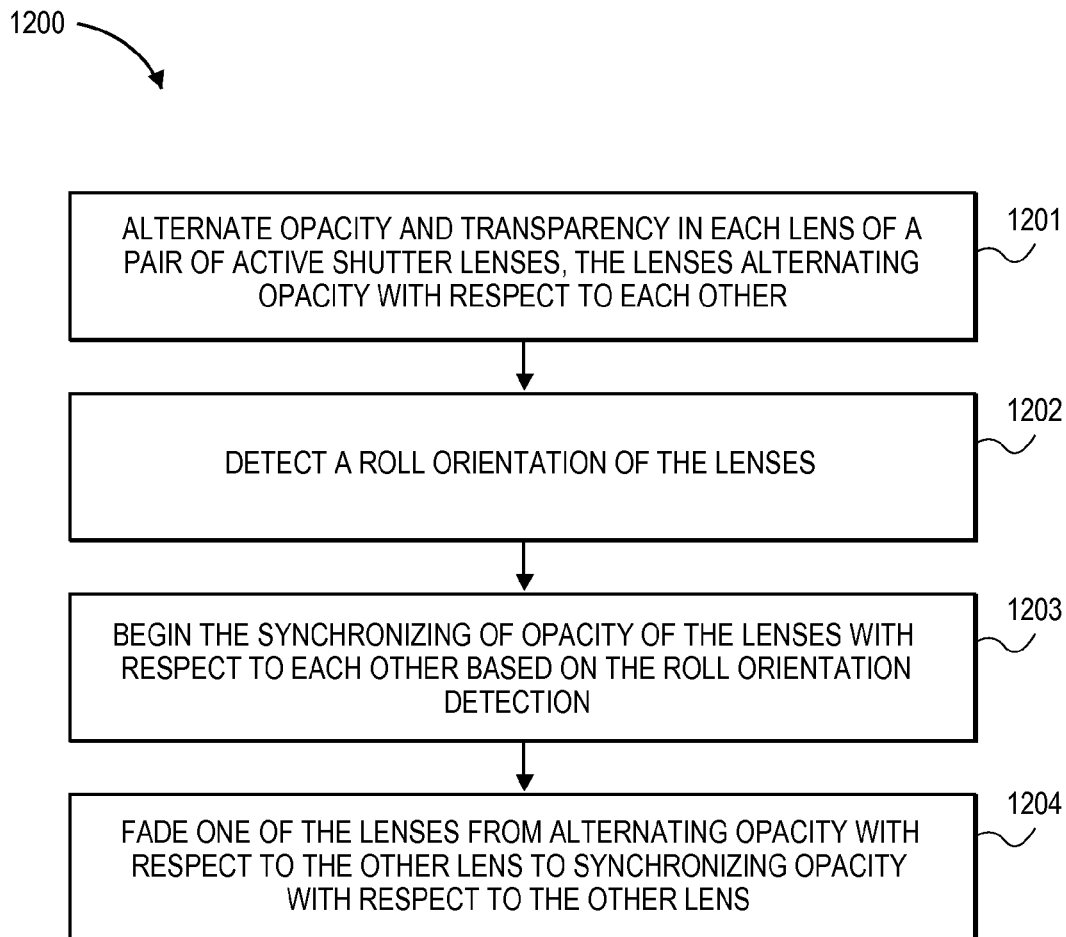 1200
ALTERNATE OPACITY AND TRANSPARENCY IN EACH LENS OF A
PAIR OF ACTIVE SHUTTER LENSES, THE LENSES ALTERNATING
OPACITY WITH RESPECT TO EACH OTHER
1201
DETECT A ROLL ORIENTATION OF THE LENSES
1202
BEGIN THE SYNCHRONIZING OF OPACITY OF THE LENSES WITH
RESPECT TO EACH OTHER BASED ON THE ROLL ORIENTATION
DETECTION
1203
FADE ONE OF THE LENSES FROM ALTERNATING OPACITY WITH
RESPECT TO THE OTHER LENS TO SYNCHRONIZING OPACITY
WITH RESPECT TO THE OTHER LENS
1204